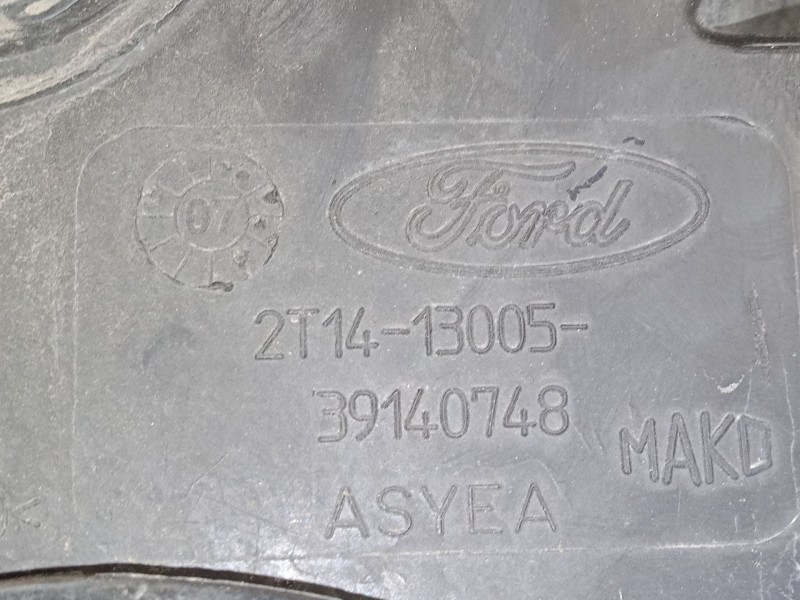 07
Ford
2T14-13005-
39140748
MAKO
ASYEA